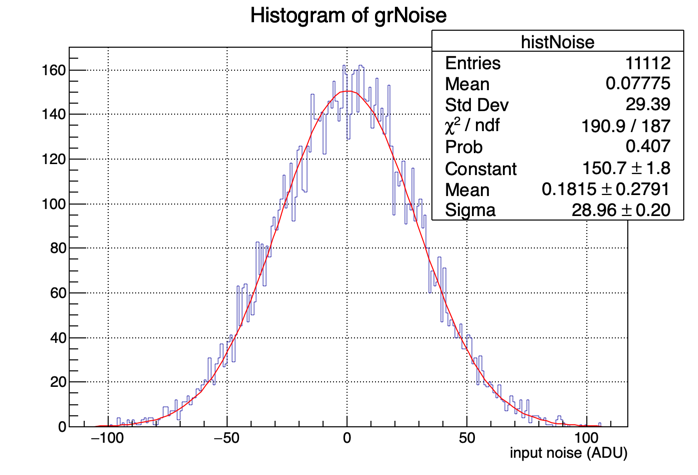 Histogram of grNoise
histNoise
Entries 11112
Mean 0.07775
Std Dev 29.39
χ² / ndf 190.9 / 187
Prob 0.407
Constant 150.7 ± 1.8
Mean 0.1815 ± 0.2791
Sigma 28.96 ± 0.20
160
140
120
100
80
60
40
20
0
−100 −50 0 50 100
input noise (ADU)